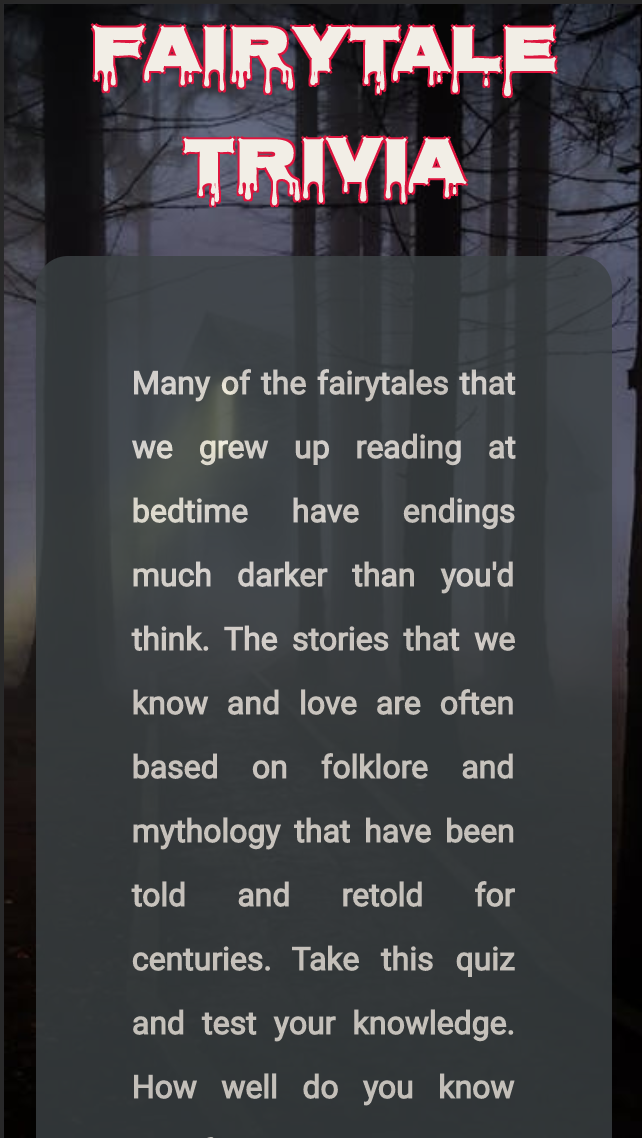 FAIRYTALE
TRIVIA
Many of the fairytales that
we grew up reading at
bedtime have endings
much darker than you'd
think. The stories that we
know and love are often
based on folklore and
mythology that have been
told and retold for
centuries. Take this quiz
and test your knowledge.
How well do you know